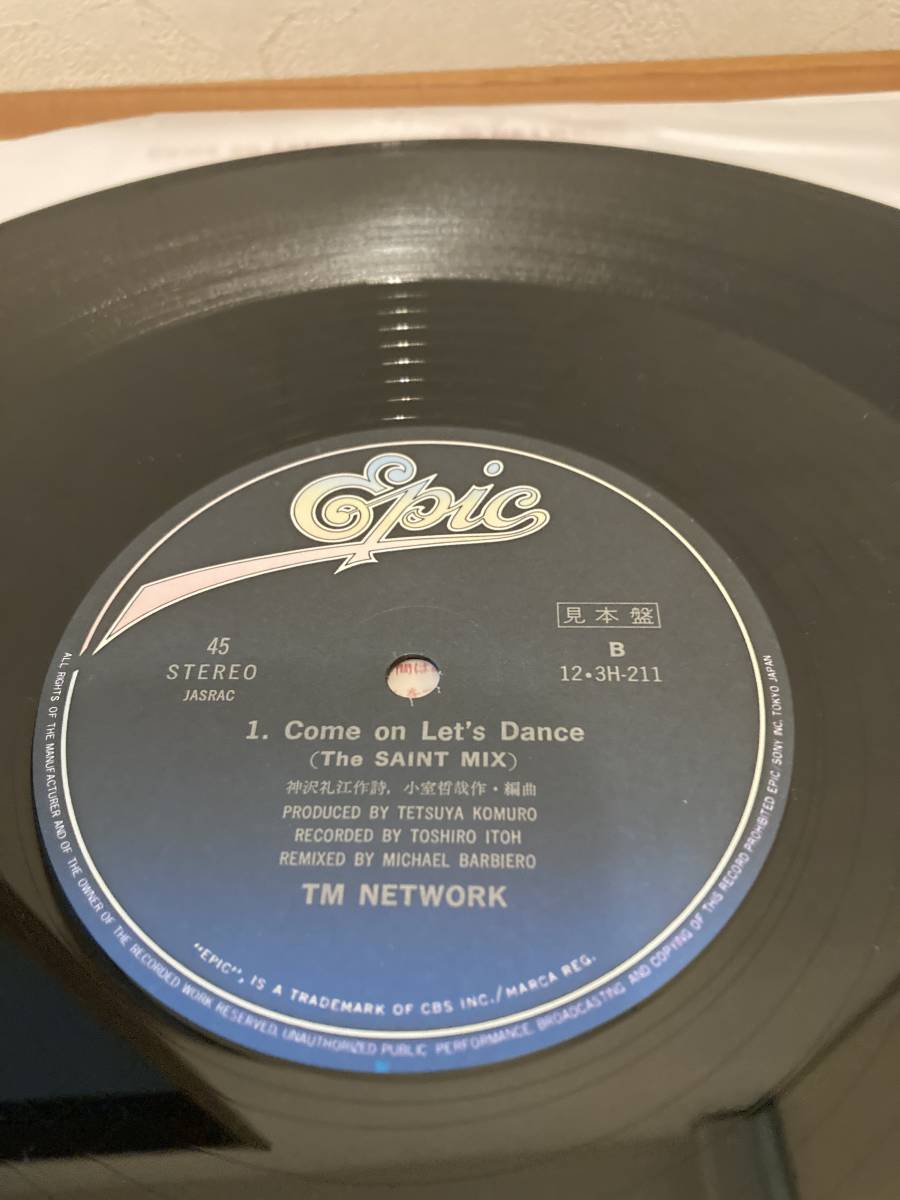 Epic
見本盤
45
STEREO
JASRAC
B
12・3H-211
1. Come on Let's Dance
(The SAINT MIX)
神沢礼江作詩, 小室哲哉作・編曲
PRODUCED BY TETSUYA KOMURO
RECORDED BY TOSHIRO ITOH
REMIXED BY MICHAEL BARBIERO
TM NETWORK
"EPIC", IS A TRADEMARK OF CBS INC./MARCA REG.
ALL RIGHTS OF THE MANUFACTURER AND OF THE OWNER OF THE RECORDED WORK RESERVED. UNAUTHORIZED PUBLIC PERFORMANCE, BROADCASTING AND COPYING OF THIS RECORD PROHIBITED EPIC/SONY INC. TOKYO JAPAN